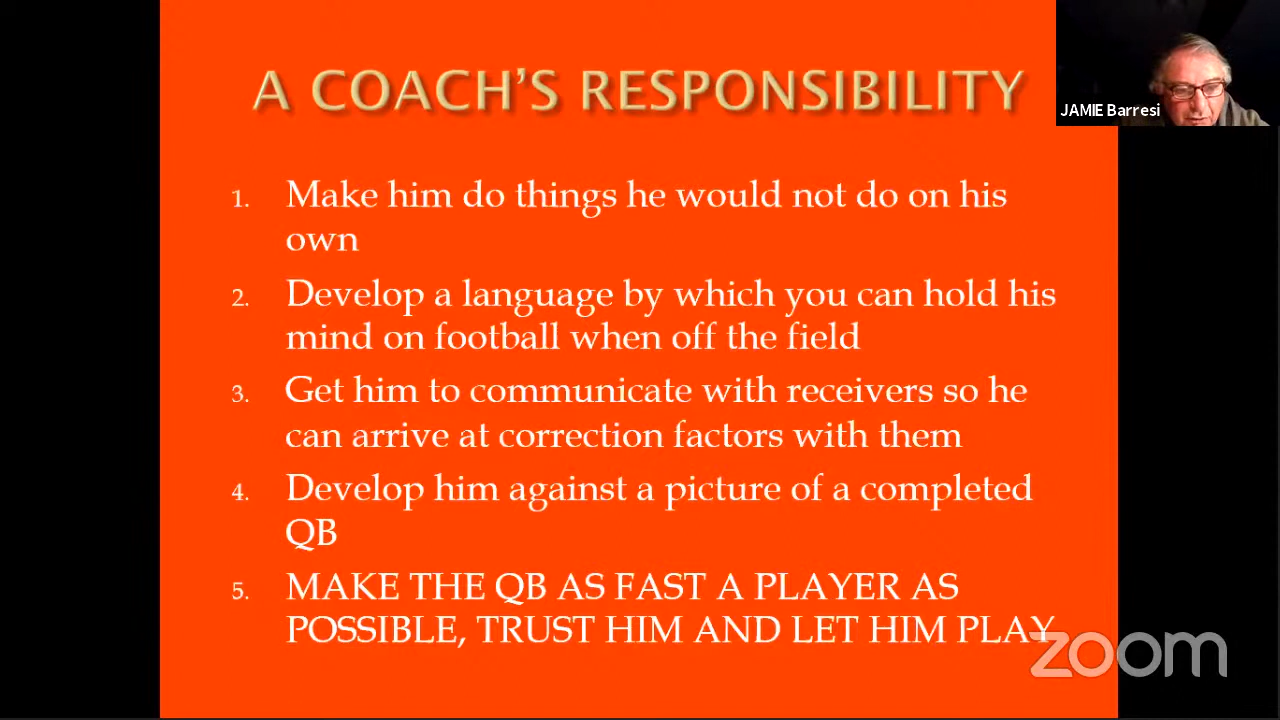 A COACH'S RESPONSIBILITY
JAMIE Barresi
1. Make him do things he would not do on his
own
2. Develop a language by which you can hold his
mind on football when off the field
3. Get him to communicate with receivers so he
can arrive at correction factors with them
4. Develop him against a picture of a completed
QB
5. MAKE THE QB AS FAST A PLAYER AS
POSSIBLE, TRUST HIM AND LET HIM PLAY
zoom